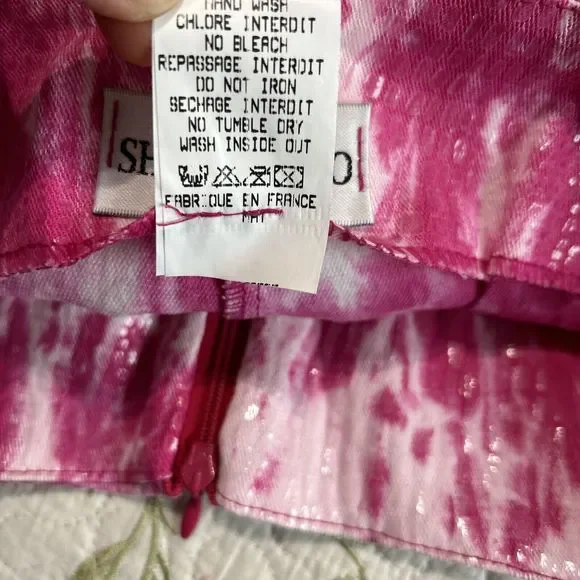 HAND WASH
CHLORE INTERDIT
NO BLEACH
REPASSAGE INTERDIT
DO NOT IRON
SECHAGE INTERDIT
NO TUMBLE DRY
WASH INSIDE OUT
SH O
FABRIQUE EN FRANCE